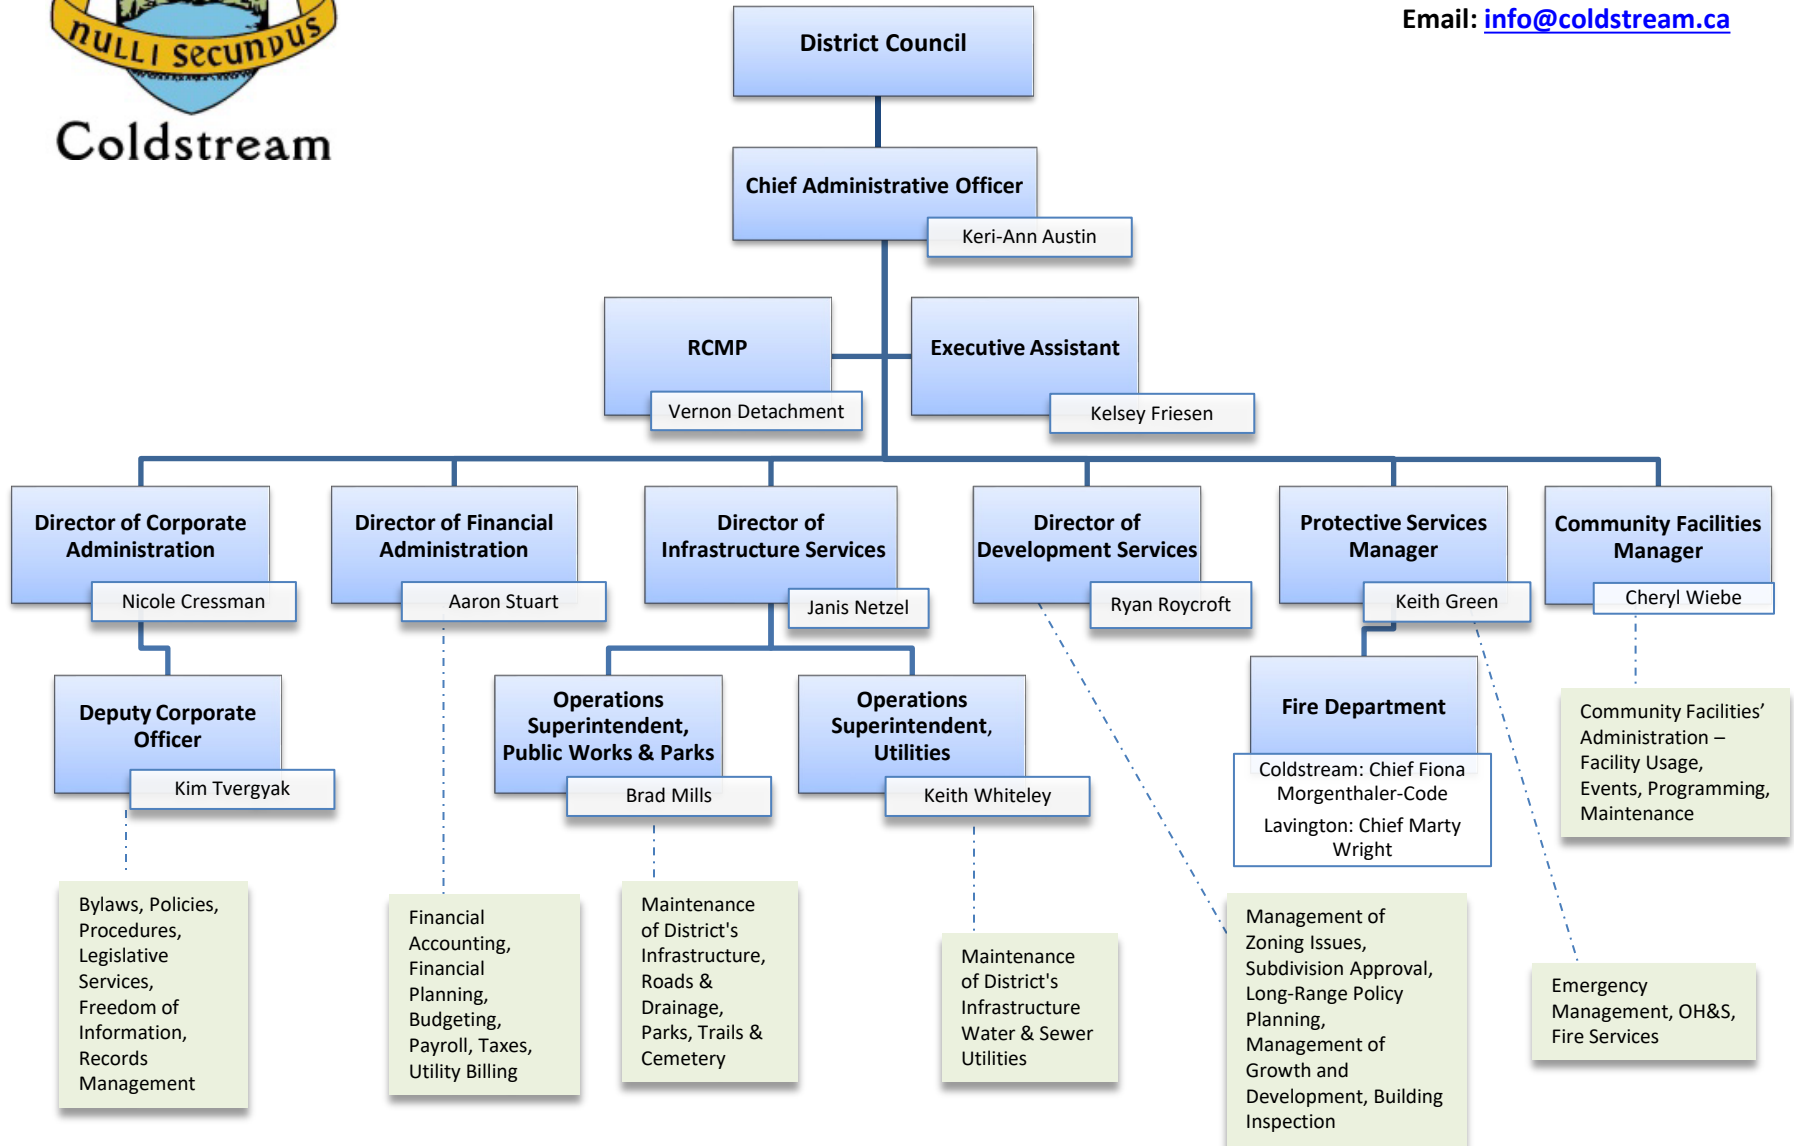 NULLI SECUNDUS
Coldstream
Email: info@coldstream.ca
District Council
Chief Administrative Officer
Keri-Ann Austin
RCMP
Vernon Detachment
Executive Assistant
Kelsey Friesen
Director of Corporate
Administration
Nicole Cressman
Director of Financial
Administration
Aaron Stuart
Director of
Infrastructure Services
Janis Netzel
Director of
Development Services
Ryan Roycroft
Protective Services
Manager
Keith Green
Community Facilities
Manager
Cheryl Wiebe
Deputy Corporate
Officer
Kim Tvergyak
Operations
Superintendent,
Public Works & Parks
Brad Mills
Operations
Superintendent,
Utilities
Keith Whiteley
Fire Department
Coldstream: Chief Fiona
Morgenthaler-Code
Lavington: Chief Marty
Wright
Community Facilities’
Administration –
Facility Usage,
Events, Programming,
Maintenance
Bylaws, Policies,
Procedures,
Legislative
Services,
Freedom of
Information,
Records
Management
Financial
Accounting,
Financial
Planning,
Budgeting,
Payroll, Taxes,
Utility Billing
Maintenance
of District's
Infrastructure,
Roads &
Drainage,
Parks, Trails &
Cemetery
Maintenance
of District's
Infrastructure
Water & Sewer
Utilities
Management of
Zoning Issues,
Subdivision Approval,
Long-Range Policy
Planning,
Management of
Growth and
Development, Building
Inspection
Emergency
Management, OH&S,
Fire Services